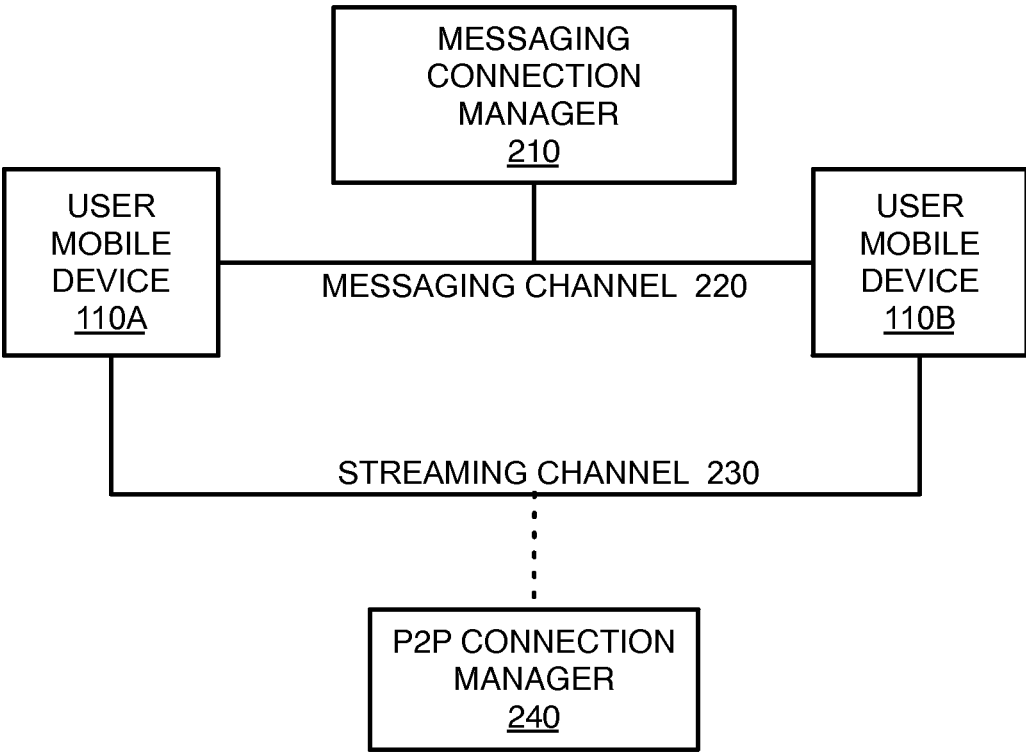 MESSAGING
CONNECTION
MANAGER
210
USER
MOBILE
DEVICE
110A
USER
MOBILE
DEVICE
110B
MESSAGING CHANNEL 220
STREAMING CHANNEL 230
P2P CONNECTION
MANAGER
240